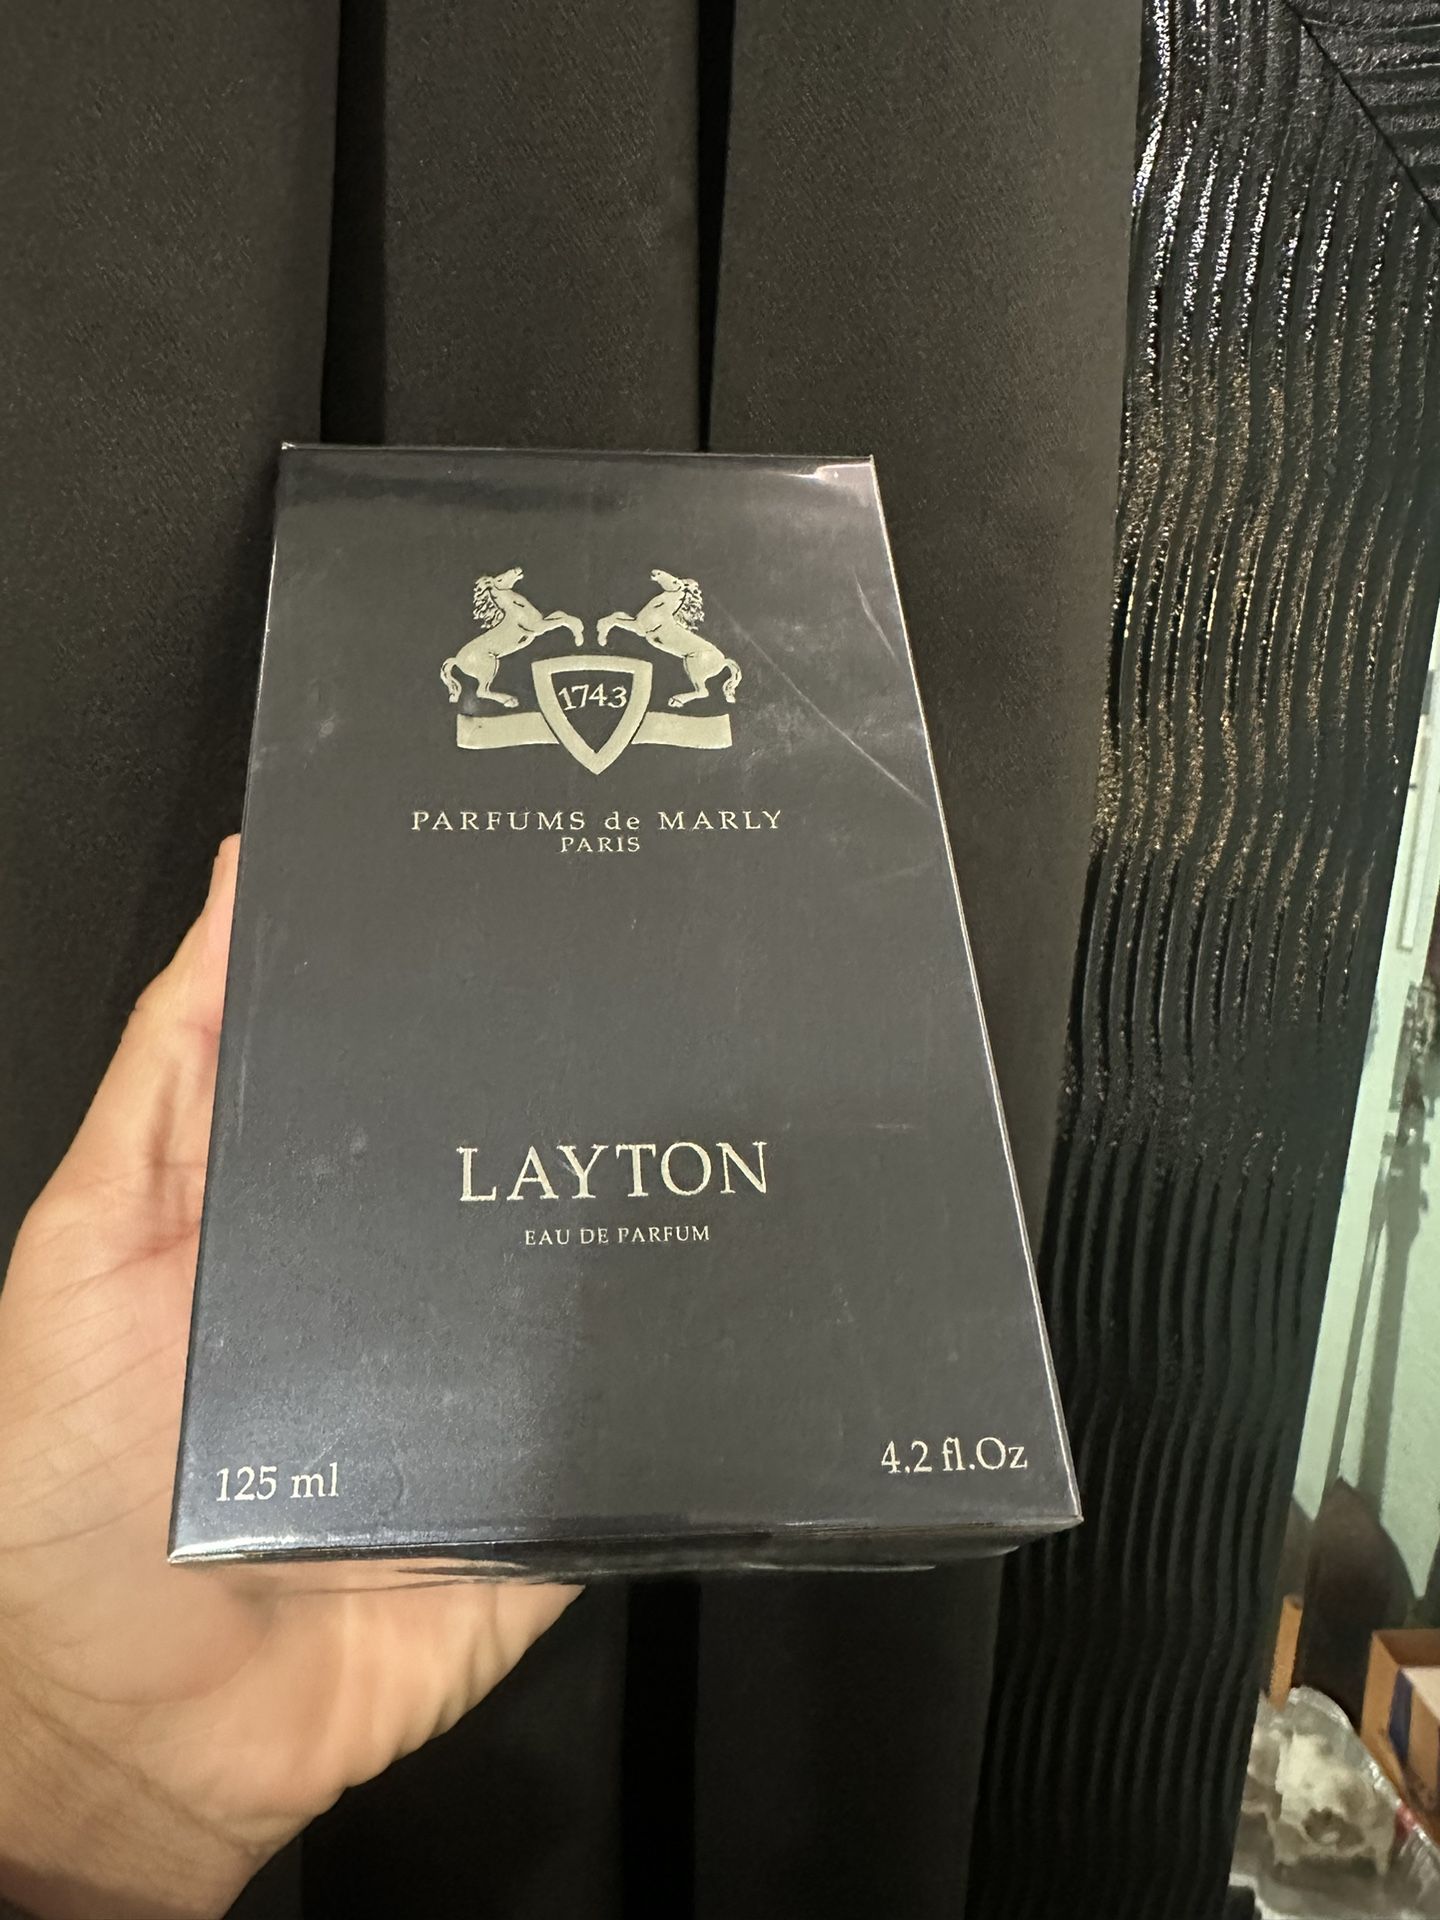 1743
PARFUMS de MARLY
PARIS
LAYTON
EAU DE PARFUM
125 ml
4.2 fl.Oz